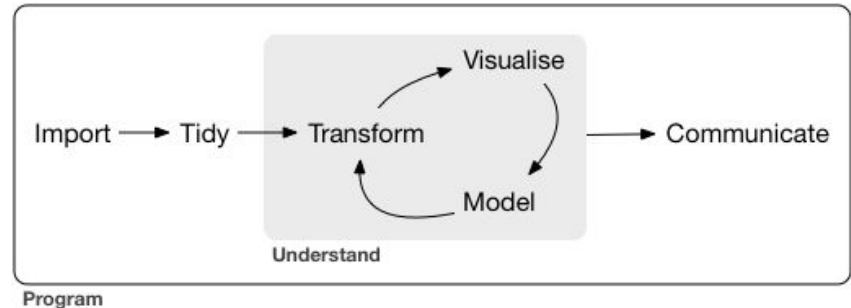 Visualise
Import
Tidy
Transform
Communicate
Model
Understand
Program